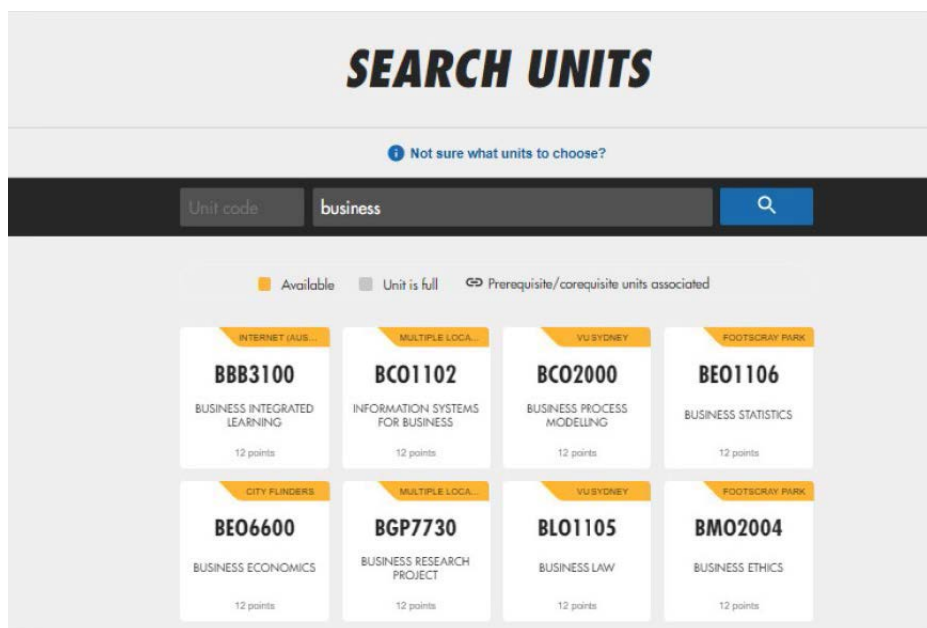 SEARCH UNITS
Not sure what units to choose?
Unit code business
Available Unit is full Prerequisite/corequisite units associated
INTERNET (AUS... MULTIPLE LOCA... VU SYDNEY FOOTSCRAY PARK
BBB3100 BCO1102 BCO2000 BEO1106
BUSINESS INTEGRATED INFORMATION SYSTEMS BUSINESS PROCESS BUSINESS STATISTICS
LEARNING FOR BUSINESS MODELLING
12 points 12 points 12 points 12 points
CITY FLINDERS MULTIPLE LOCA... VU SYDNEY FOOTSCRAY PARK
BEO6600 BGP7730 BLO1105 BMO2004
BUSINESS ECONOMICS BUSINESS RESEARCH BUSINESS LAW BUSINESS ETHICS
PROJECT
12 points 12 points 12 points 12 points